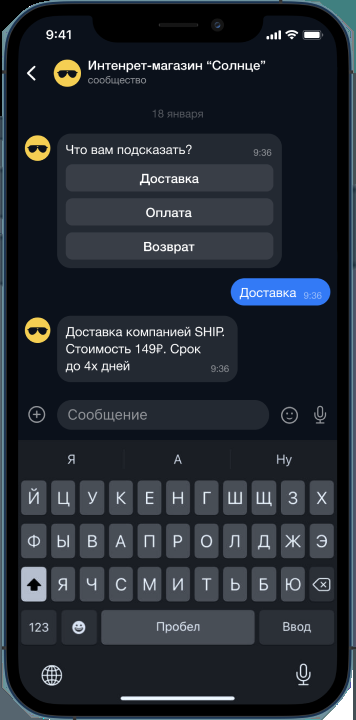 9:41
Интенрет-магазин “Солнце”
сообщество
18 января
Что вам подсказать?
9:36
Доставка
Оплата
Возврат
Доставка 9:36
Доставка компанией SHIP.
Стоимость 149₽. Срок
до 4х дней
9:36
Сообщение
Я А Ну
Й Ц У К Е Н Г Ш Щ З Х
Ф Ы В А П Р О Л Д Ж Э
Я Ч С М И Т Ь Б Ю
123 Пробел Ввод